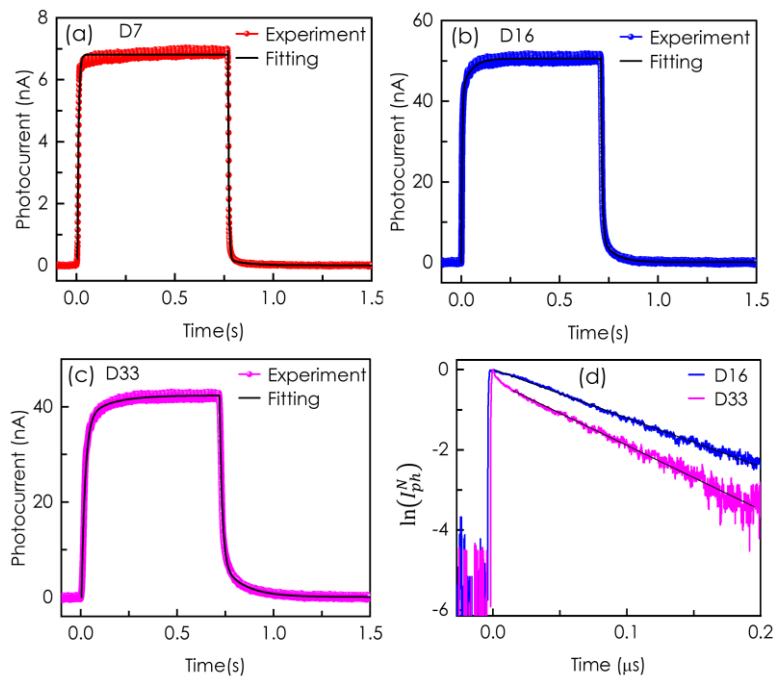 (a) D7
Experiment
Fitting
Photocurrent (nA)
8
6
4
2
0
0.0 0.5 1.0 1.5
Time(s)
(b) D16
Experiment
Fitting
Photocurrent (nA)
60
40
20
0
0.0 0.5 1.0 1.5
Time(s)
(c) D33
Experiment
Fitting
Photocurrent (nA)
40
20
0
0.0 0.5 1.0 1.5
Time(s)
(d)
D16
D33
ln(I_{ph}^{N})
0
-2
-4
-6
0.0 0.1 0.2
Time (μs)